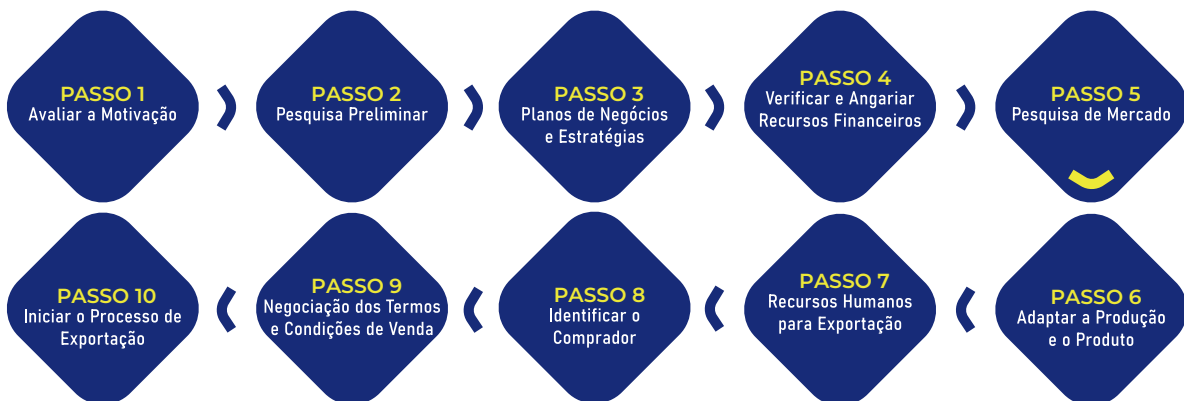 PASSO 1
Avaliar a Motivação
PASSO 2
Pesquisa Preliminar
PASSO 3
Planos de Negócios
e Estratégias
PASSO 4
Verificar e Angariar
Recursos Financeiros
PASSO 5
Pesquisa de Mercado
PASSO 6
Adaptar a Produção
e o Produto
PASSO 7
Recursos Humanos
para Exportação
PASSO 8
Identificar o
Comprador
PASSO 9
Negociação dos Termos
e Condições de Venda
PASSO 10
Iniciar o Processo de
Exportação